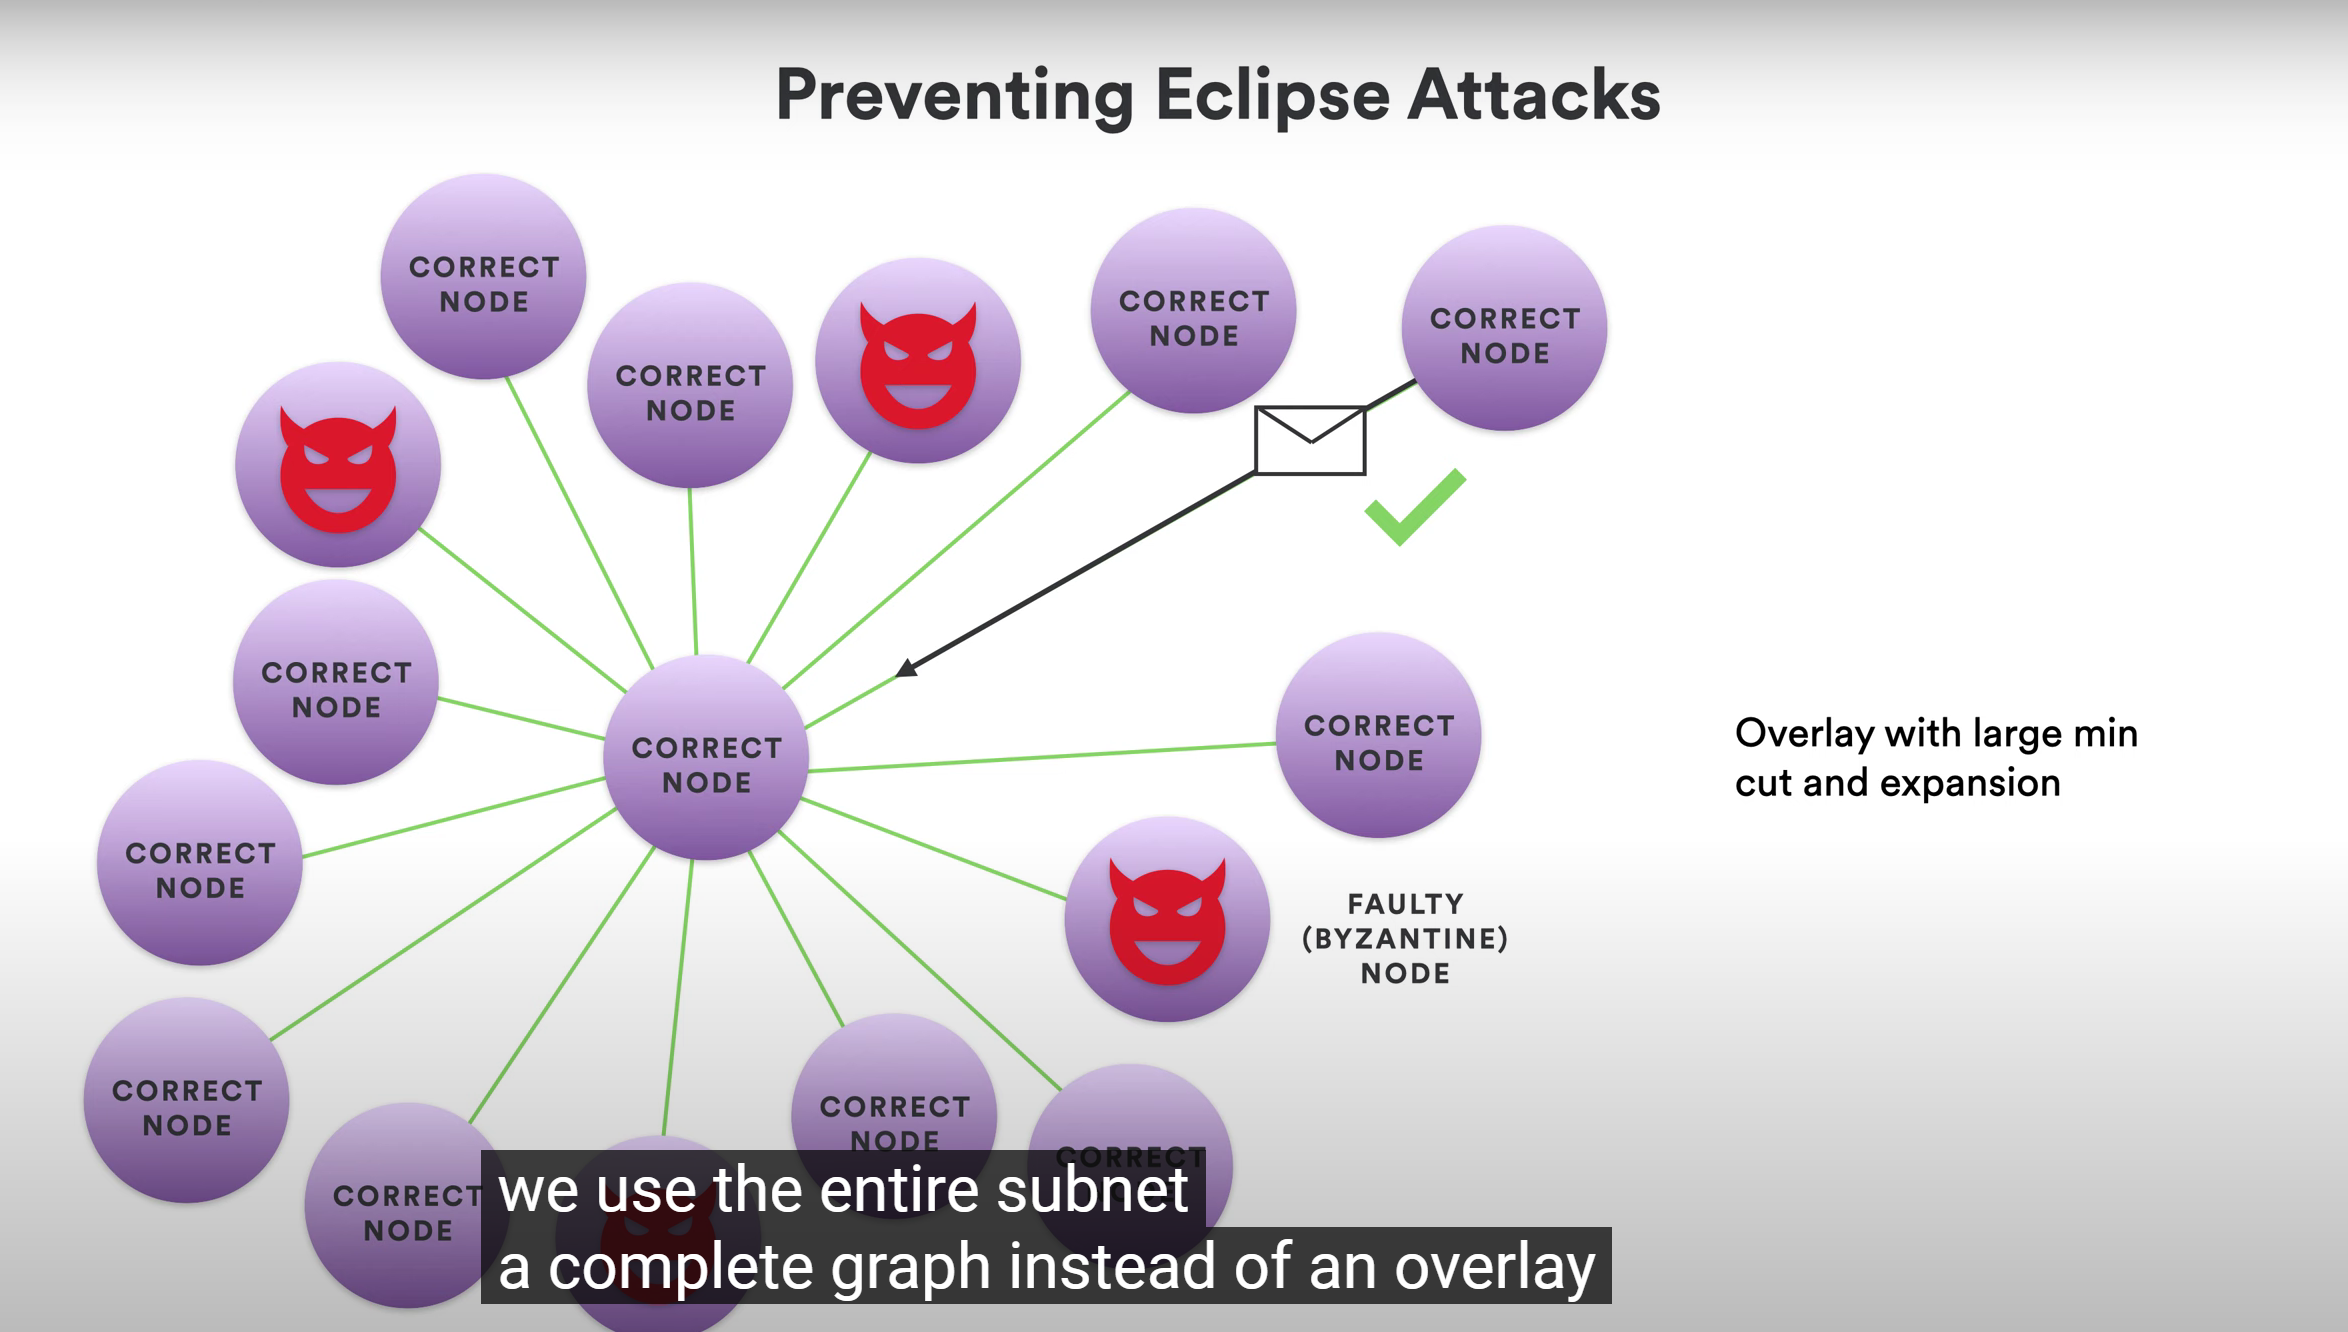 Preventing Eclipse Attacks
CORRECT
NODE
CORRECT
NODE
CORRECT
NODE
CORRECT
NODE
CORRECT
NODE
CORRECT
NODE
CORRECT
NODE
Overlay with large min
cut and expansion
CORRECT
NODE
FAULTY
(BYZANTINE)
NODE
CORRECT
NODE
CORRECT
NODE
CORRECT
NODE
CORRECT
we use the entire subnet
a complete graph instead of an overlay